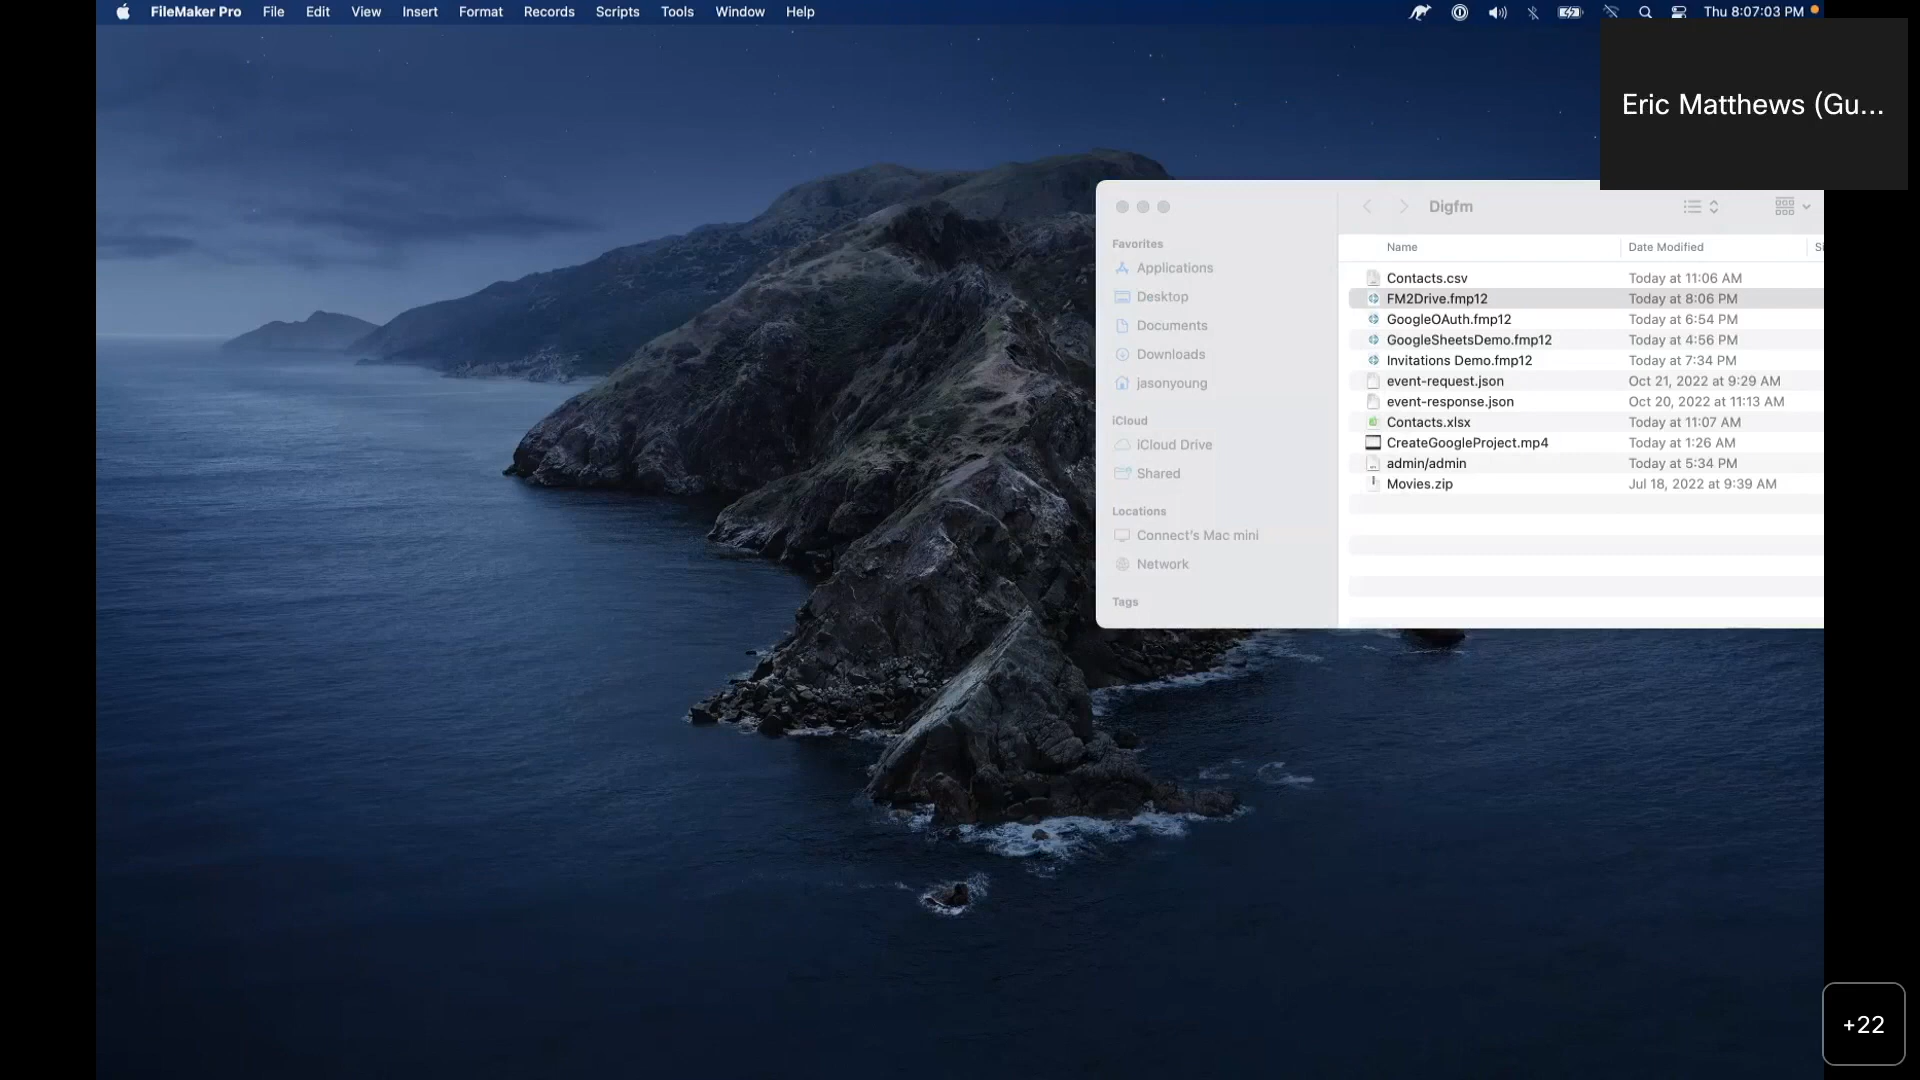 FileMaker Pro File Edit View Insert Format Records Scripts Tools Window Help Thu 8:07:03 PM
Eric Matthews (Gu...
Digfm
Name Date Modified
Favorites
Applications
Desktop
Documents
Downloads
jasonyoung
iCloud
iCloud Drive
Shared
Locations
Connect's Mac mini
Network
Tags
Contacts.csv Today at 11:06 AM
FM2Drive.fmp12 Today at 8:06 PM
GoogleOAuth.fmp12 Today at 6:54 PM
GoogleSheetsDemo.fmp12 Today at 4:56 PM
Invitations Demo.fmp12 Today at 7:34 PM
event-request.json Oct 21, 2022 at 9:29 AM
event-response.json Oct 20, 2022 at 11:13 AM
Contacts.xlsx Today at 11:07 AM
CreateGoogleProject.mp4 Today at 1:26 AM
admin/admin Today at 5:34 PM
Movies.zip Jul 18, 2022 at 9:39 AM
+22